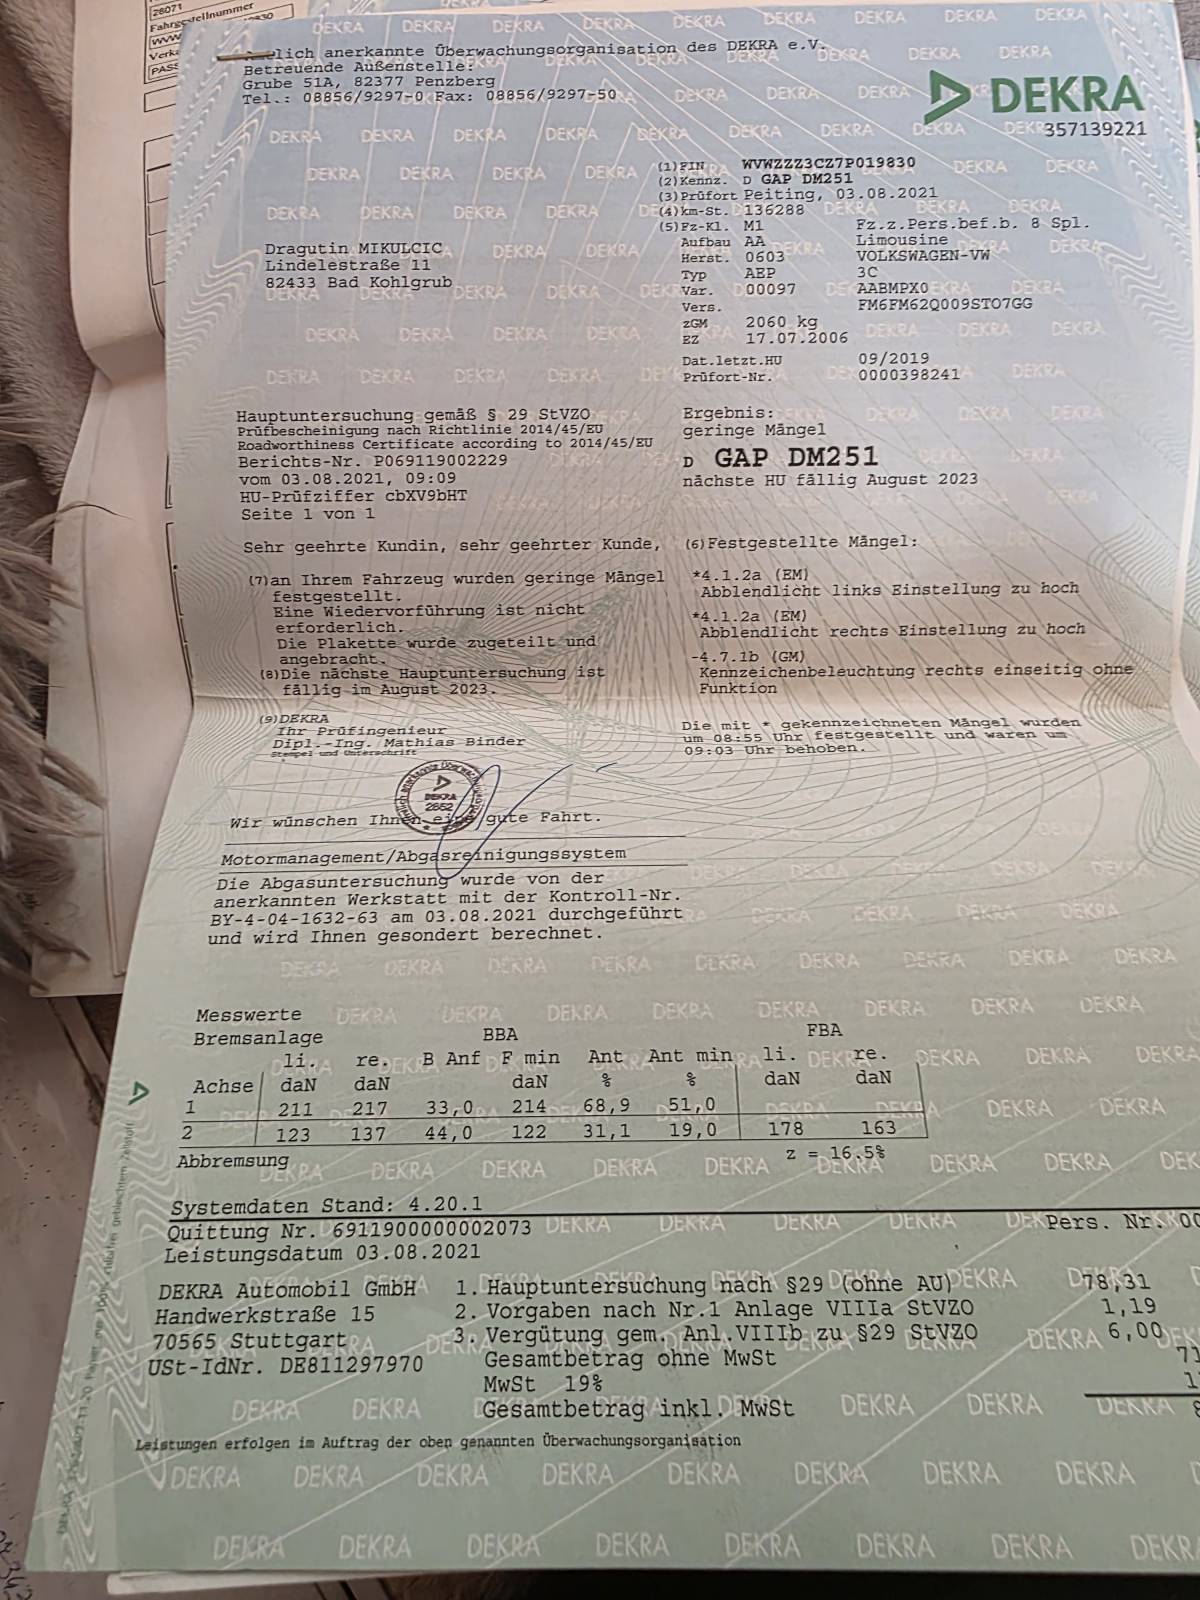 28071
Fahrgestellnummer
Amtlich anerkannte Überwachungsorganisation des DEKRA e.V.
Betreuende Außenstelle:
Grube 51A, 82377 Penzberg
Tel.: 08856/9297-0 Fax: 08856/9297-50
DEKRA
357139221
(1)FIN WVWZZZ3CZ7P019830
(2)Kennz. D GAP DM251
(3)Prüfort Peiting, 03.08.2021
(4)km-St. 136288
(5)Fz-Kl. M1 Fz.z.Pers.bef.b. 8 Spl.
Aufbau AA Limousine
Herst. 0603 VOLKSWAGEN-VW
Typ AEP 3C
Var. 00097 AABMPX0
Vers. FM6FM62Q009STO7GG
zGM 2060 kg
EZ 17.07.2006
Dat.letzt.HU 09/2019
Prüfort-Nr. 0000398241
Dragutin MIKULCIC
Lindelestraße 11
82433 Bad Kohlgrub
Hauptuntersuchung gemäß § 29 StVZO
Prüfbescheinigung nach Richtlinie 2014/45/EU
Roadworthiness Certificate according to 2014/45/EU
Berichts-Nr. P069119002229
vom 03.08.2021, 09:09
HU-Prüfziffer cbXV9bHT
Seite 1 von 1
Ergebnis:
geringe Mängel
D GAP DM251
nächste HU fällig August 2023
Sehr geehrte Kundin, sehr geehrter Kunde,
(7)an Ihrem Fahrzeug wurden geringe Mängel
festgestellt.
Eine Wiedervorführung ist nicht
erforderlich.
Die Plakette wurde zugeteilt und
angebracht.
(8)Die nächste Hauptuntersuchung ist
fällig im August 2023.
(9)DEKRA
Ihr Prüfingenieur
Dipl.-Ing. Mathias Binder
Stempel und Unterschrift
DEKRA
2652
Wir wünschen Ihnen eine gute Fahrt.
(6)Festgestellte Mängel:
*4.1.2a (EM)
Abblendlicht links Einstellung zu hoch
*4.1.2a (EM)
Abblendlicht rechts Einstellung zu hoch
-4.7.1b (GM)
Kennzeichenbeleuchtung rechts einseitig ohne
Funktion
Die mit * gekennzeichneten Mängel wurden
um 08:55 Uhr festgestellt und waren um
09:03 Uhr behoben.
Motormanagement/Abgasreinigungssystem
Die Abgasuntersuchung wurde von der
anerkannten Werkstatt mit der Kontroll-Nr.
BY-4-04-1632-63 am 03.08.2021 durchgeführt
und wird Ihnen gesondert berechnet.
Messwerte
Bremsanlage BBA FBA
li. re. B Anf F min Ant Ant min li. re.
Achse daN daN daN % % daN daN
1 211 217 33,0 214 68,9 51,0
2 123 137 44,0 122 31,1 19,0 178 163
Abbremsung z = 16.5%
Systemdaten Stand: 4.20.1
Quittung Nr. 6911900000002073 Pers. Nr. 00
Leistungsdatum 03.08.2021
DEKRA Automobil GmbH
Handwerkstraße 15
70565 Stuttgart
USt-IdNr. DE811297970
1. Hauptuntersuchung nach §29 (ohne AU) 78,31
2. Vorgaben nach Nr.1 Anlage VIIIa StVZO 1,19
3. Vergütung gem. Anl.VIIIb zu §29 StVZO 6,00
Gesamtbetrag ohne MwSt 71
MwSt 19% 1
Gesamtbetrag inkl. MwSt 8
Leistungen erfolgen im Auftrag der oben genannten Überwachungsorganisation